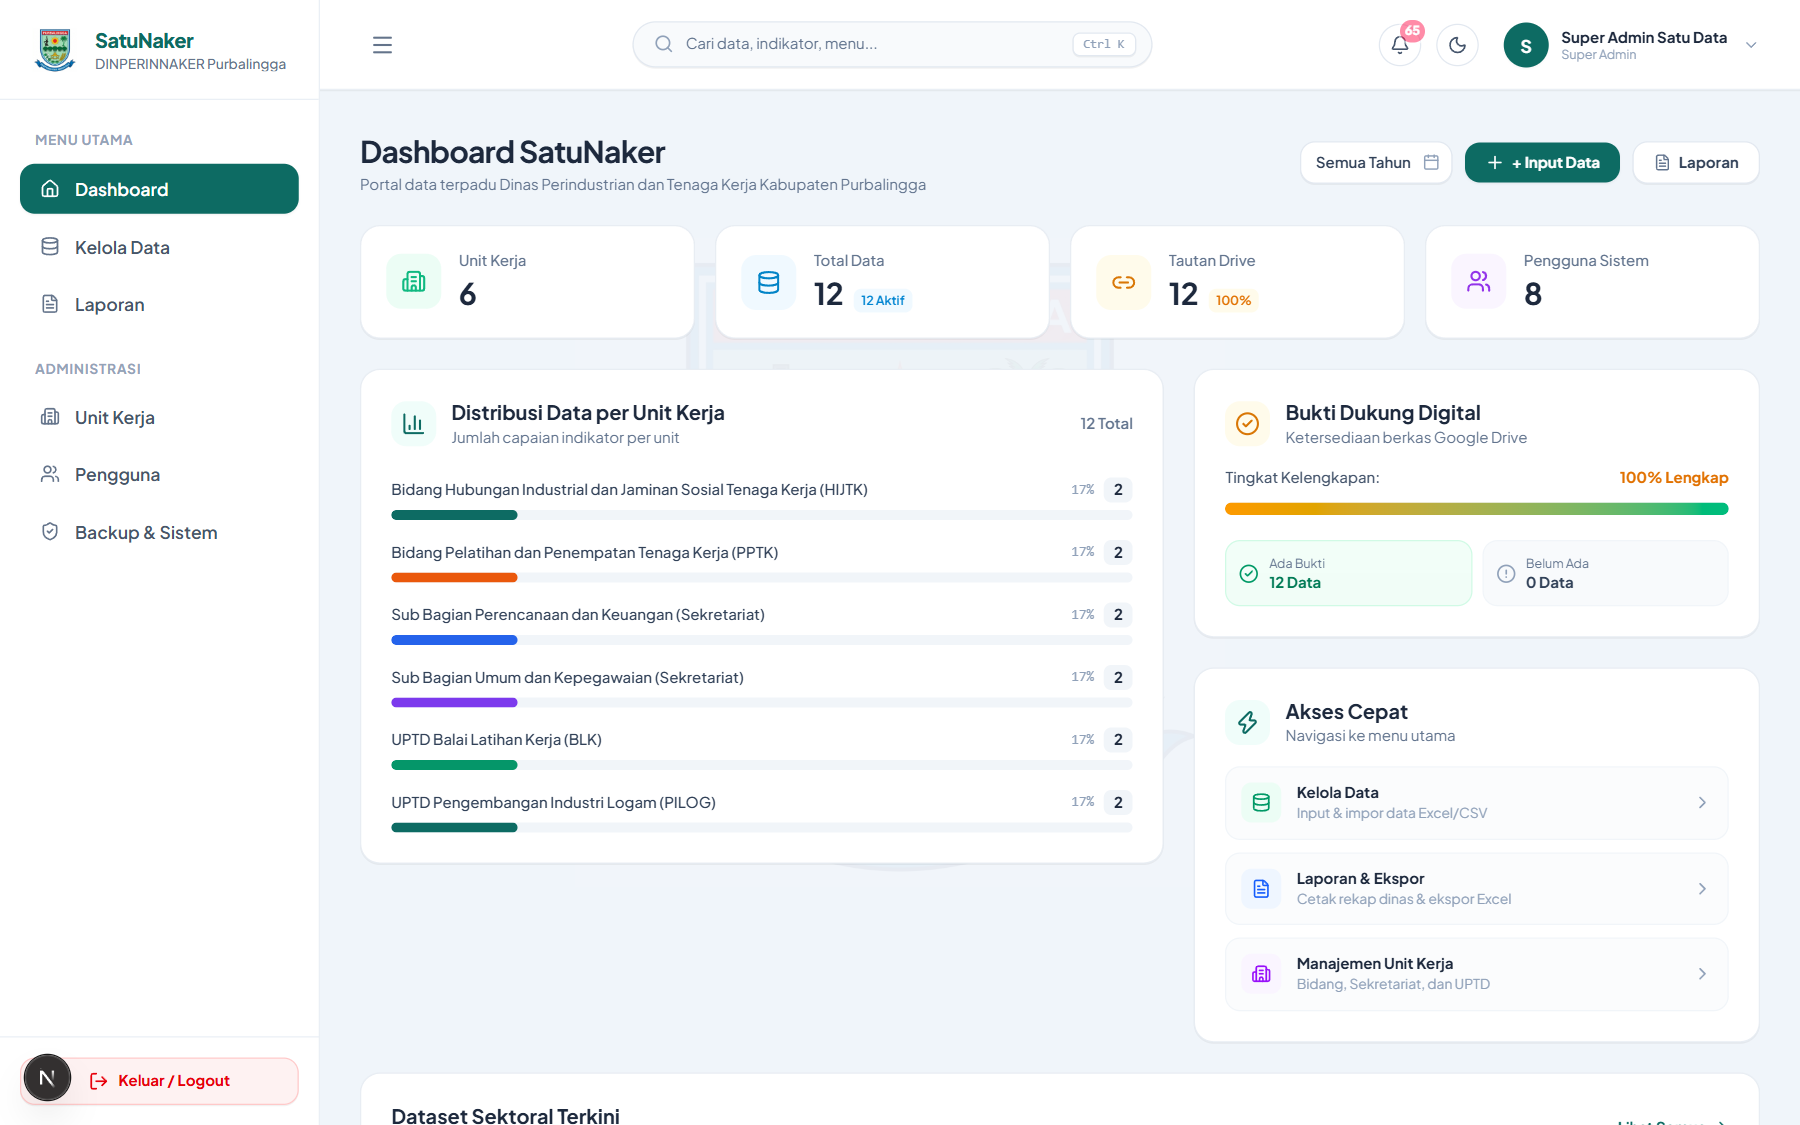 SatuNaker
DINPERINNAKER Purbalingga
Cari data, indikator, menu...
Ctrl K
65
S
Super Admin Satu Data
Super Admin
MENU UTAMA
Dashboard
Kelola Data
Laporan
ADMINISTRASI
Unit Kerja
Pengguna
Backup & Sistem
N
Keluar / Logout
Dashboard SatuNaker
Portal data terpadu Dinas Perindustrian dan Tenaga Kerja Kabupaten Purbalingga
Semua Tahun
+ Input Data
Laporan
Unit Kerja
6
Total Data
12
12 Aktif
Tautan Drive
12
100%
Pengguna Sistem
8
Distribusi Data per Unit Kerja
Jumlah capaian indikator per unit
12 Total
Bidang Hubungan Industrial dan Jaminan Sosial Tenaga Kerja (HIJTK)
17% 2
Bidang Pelatihan dan Penempatan Tenaga Kerja (PPTK)
17% 2
Sub Bagian Perencanaan dan Keuangan (Sekretariat)
17% 2
Sub Bagian Umum dan Kepegawaian (Sekretariat)
17% 2
UPTD Balai Latihan Kerja (BLK)
17% 2
UPTD Pengembangan Industri Logam (PILOG)
17% 2
Bukti Dukung Digital
Ketersediaan berkas Google Drive
Tingkat Kelengkapan:
100% Lengkap
Ada Bukti
12 Data
Belum Ada
0 Data
Akses Cepat
Navigasi ke menu utama
Kelola Data
Input & impor data Excel/CSV
Laporan & Ekspor
Cetak rekap dinas & ekspor Excel
Manajemen Unit Kerja
Bidang, Sekretariat, dan UPTD
Dataset Sektoral Terkini